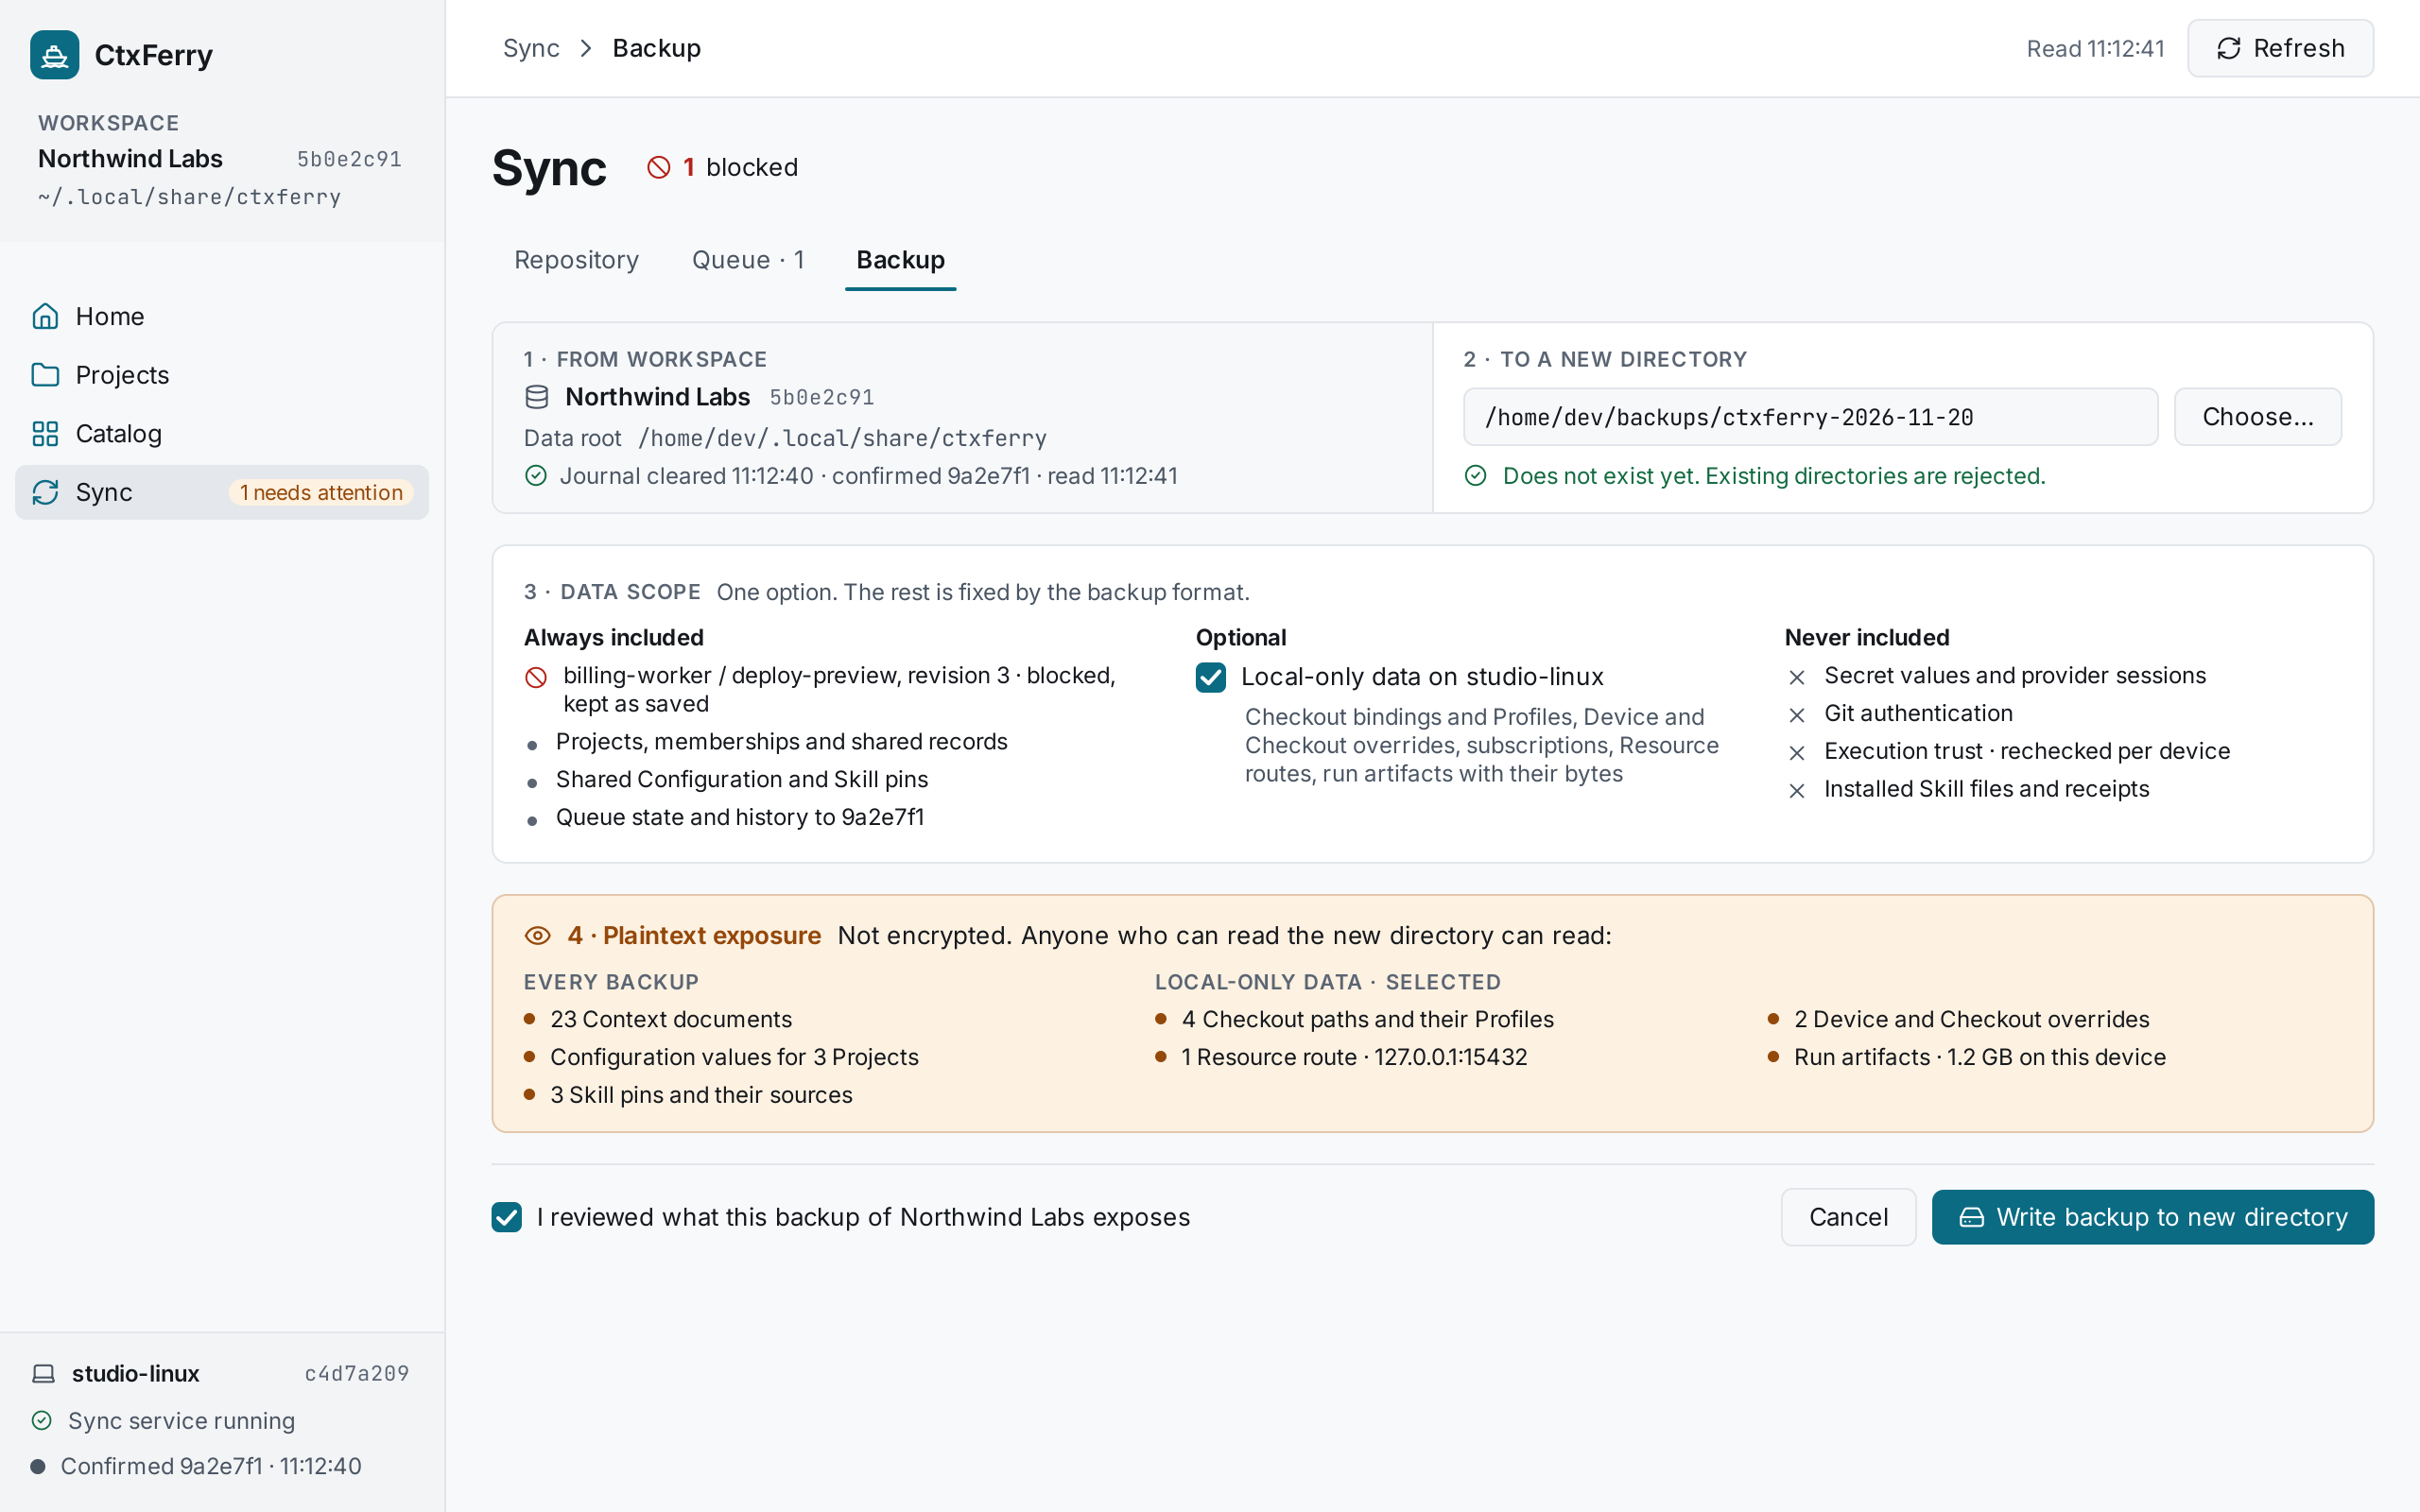 CtxFerry
WORKSPACE
Northwind Labs 5b0e2c91
~/.local/share/ctxferry
Home
Projects
Catalog
Sync 1 needs attention
studio-linux c4d7a209
Sync service running
Confirmed 9a2e7f1 · 11:12:40
Sync > Backup
Read 11:12:41 Refresh
Sync 1 blocked
Repository Queue · 1 Backup
1 · FROM WORKSPACE
Northwind Labs 5b0e2c91
Data root /home/dev/.local/share/ctxferry
Journal cleared 11:12:40 · confirmed 9a2e7f1 · read 11:12:41
2 · TO A NEW DIRECTORY
/home/dev/backups/ctxferry-2026-11-20 Choose...
Does not exist yet. Existing directories are rejected.
3 · DATA SCOPE One option. The rest is fixed by the backup format.
Always included
billing-worker / deploy-preview, revision 3 · blocked,
kept as saved
Projects, memberships and shared records
Shared Configuration and Skill pins
Queue state and history to 9a2e7f1
Optional
Local-only data on studio-linux
Checkout bindings and Profiles, Device and
Checkout overrides, subscriptions, Resource
routes, run artifacts with their bytes
Never included
Secret values and provider sessions
Git authentication
Execution trust · rechecked per device
Installed Skill files and receipts
4 · Plaintext exposure Not encrypted. Anyone who can read the new directory can read:
EVERY BACKUP
23 Context documents
Configuration values for 3 Projects
3 Skill pins and their sources
LOCAL-ONLY DATA · SELECTED
4 Checkout paths and their Profiles
1 Resource route · 127.0.0.1:15432
2 Device and Checkout overrides
Run artifacts · 1.2 GB on this device
I reviewed what this backup of Northwind Labs exposes
Cancel Write backup to new directory